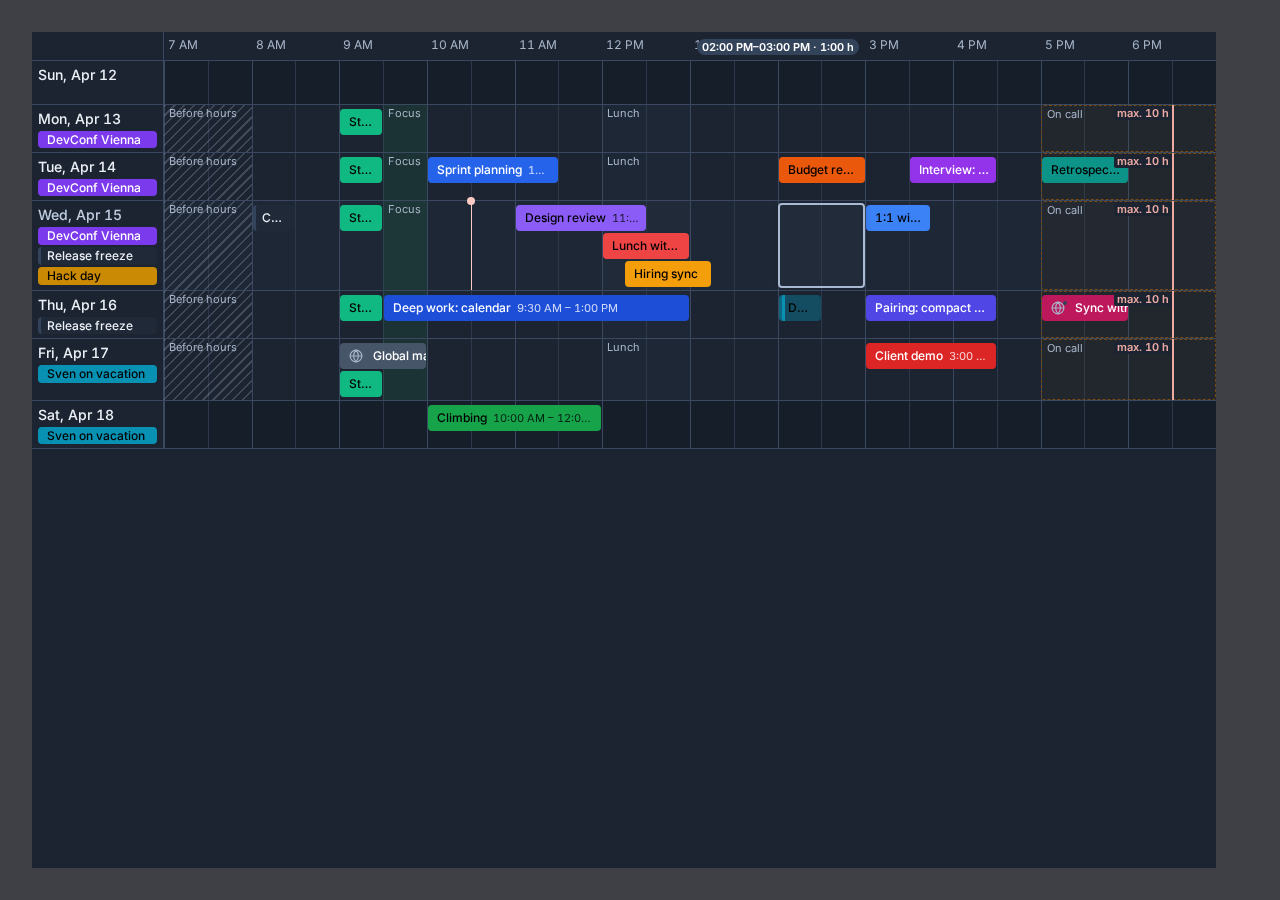 7 AM 8 AM 9 AM 10 AM 11 AM 12 PM 02:00 PM–03:00 PM · 1:00 h 3 PM 4 PM 5 PM 6 PM
Sun, Apr 12
Mon, Apr 13
DevConf Vienna
Before hours
St...
Focus
Lunch
On call
max. 10 h
Tue, Apr 14
DevConf Vienna
Before hours
St...
Focus
Sprint planning 1...
Lunch
Budget re...
Interview: ...
Retrospec...
max. 10 h
Wed, Apr 15
DevConf Vienna
Release freeze
Hack day
Before hours
C...
St...
Focus
Design review 11:...
Lunch wit...
Hiring sync
1:1 wi...
On call
max. 10 h
Thu, Apr 16
Release freeze
Before hours
St...
Deep work: calendar 9:30 AM – 1:00 PM
D...
Pairing: compact ...
Sync with
max. 10 h
Fri, Apr 17
Sven on vacation
Before hours
Global ma
St...
Lunch
Client demo 3:00 ...
On call
max. 10 h
Sat, Apr 18
Sven on vacation
Climbing 10:00 AM – 12:0...